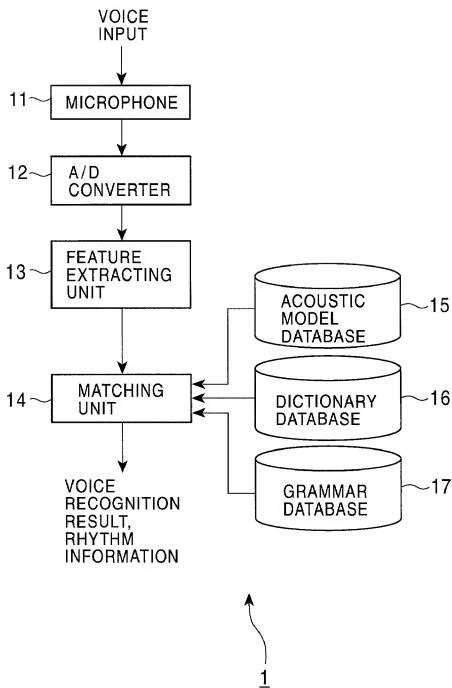 VOICE
INPUT
11
MICROPHONE
12
A/D
CONVERTER
13
FEATURE
EXTRACTING
UNIT
ACOUSTIC
MODEL
DATABASE
15
14
MATCHING
UNIT
DICTIONARY
DATABASE
16
GRAMMAR
DATABASE
17
VOICE
RECOGNITION
RESULT,
RHYTHM
INFORMATION
1